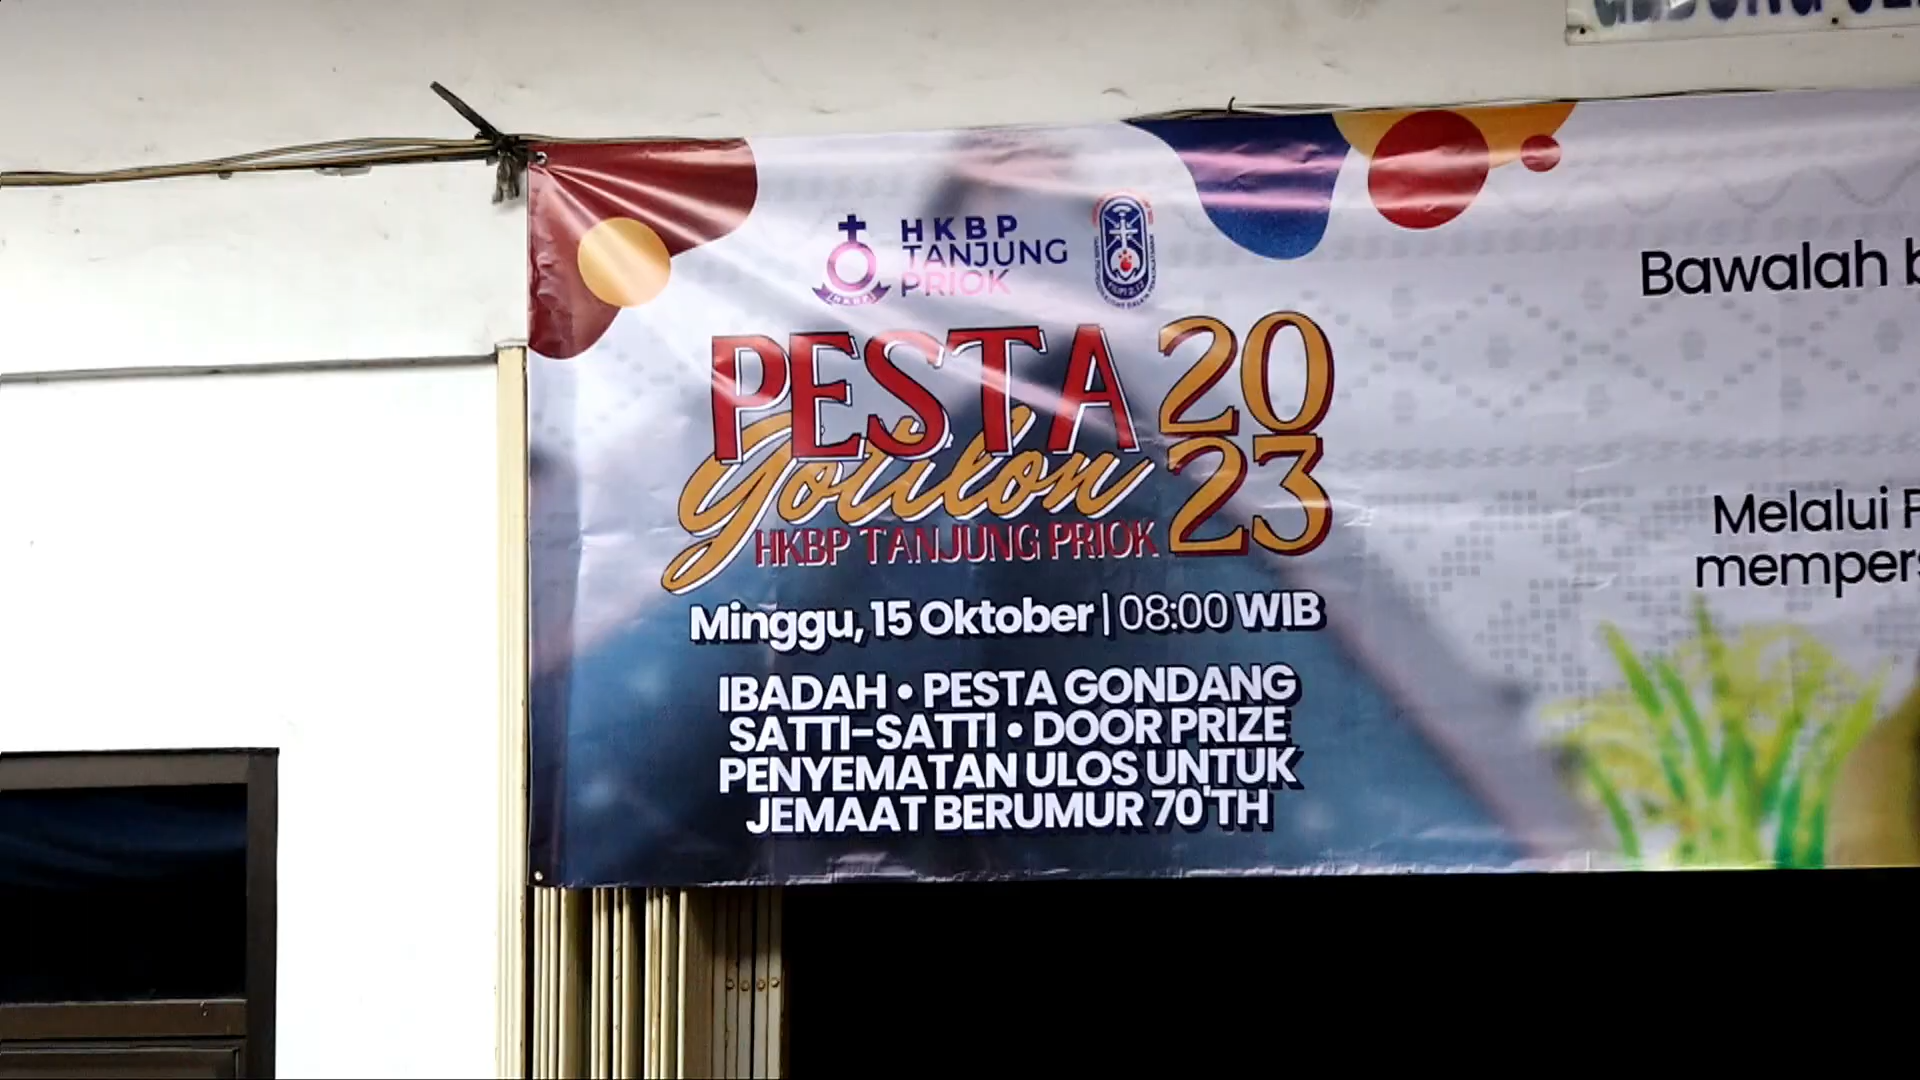 HKBP
TANJUNG
PRIOK
HKBP
PESTA 2023
Gotilon
HKBP TANJUNG PRIOK
Minggu, 15 Oktober | 08:00 WIB
IBADAH • PESTA GONDANG
SATTI-SATTI • DOOR PRIZE
PENYEMATAN ULOS UNTUK
JEMAAT BERUMUR 70'TH
Bawalah
Melalui